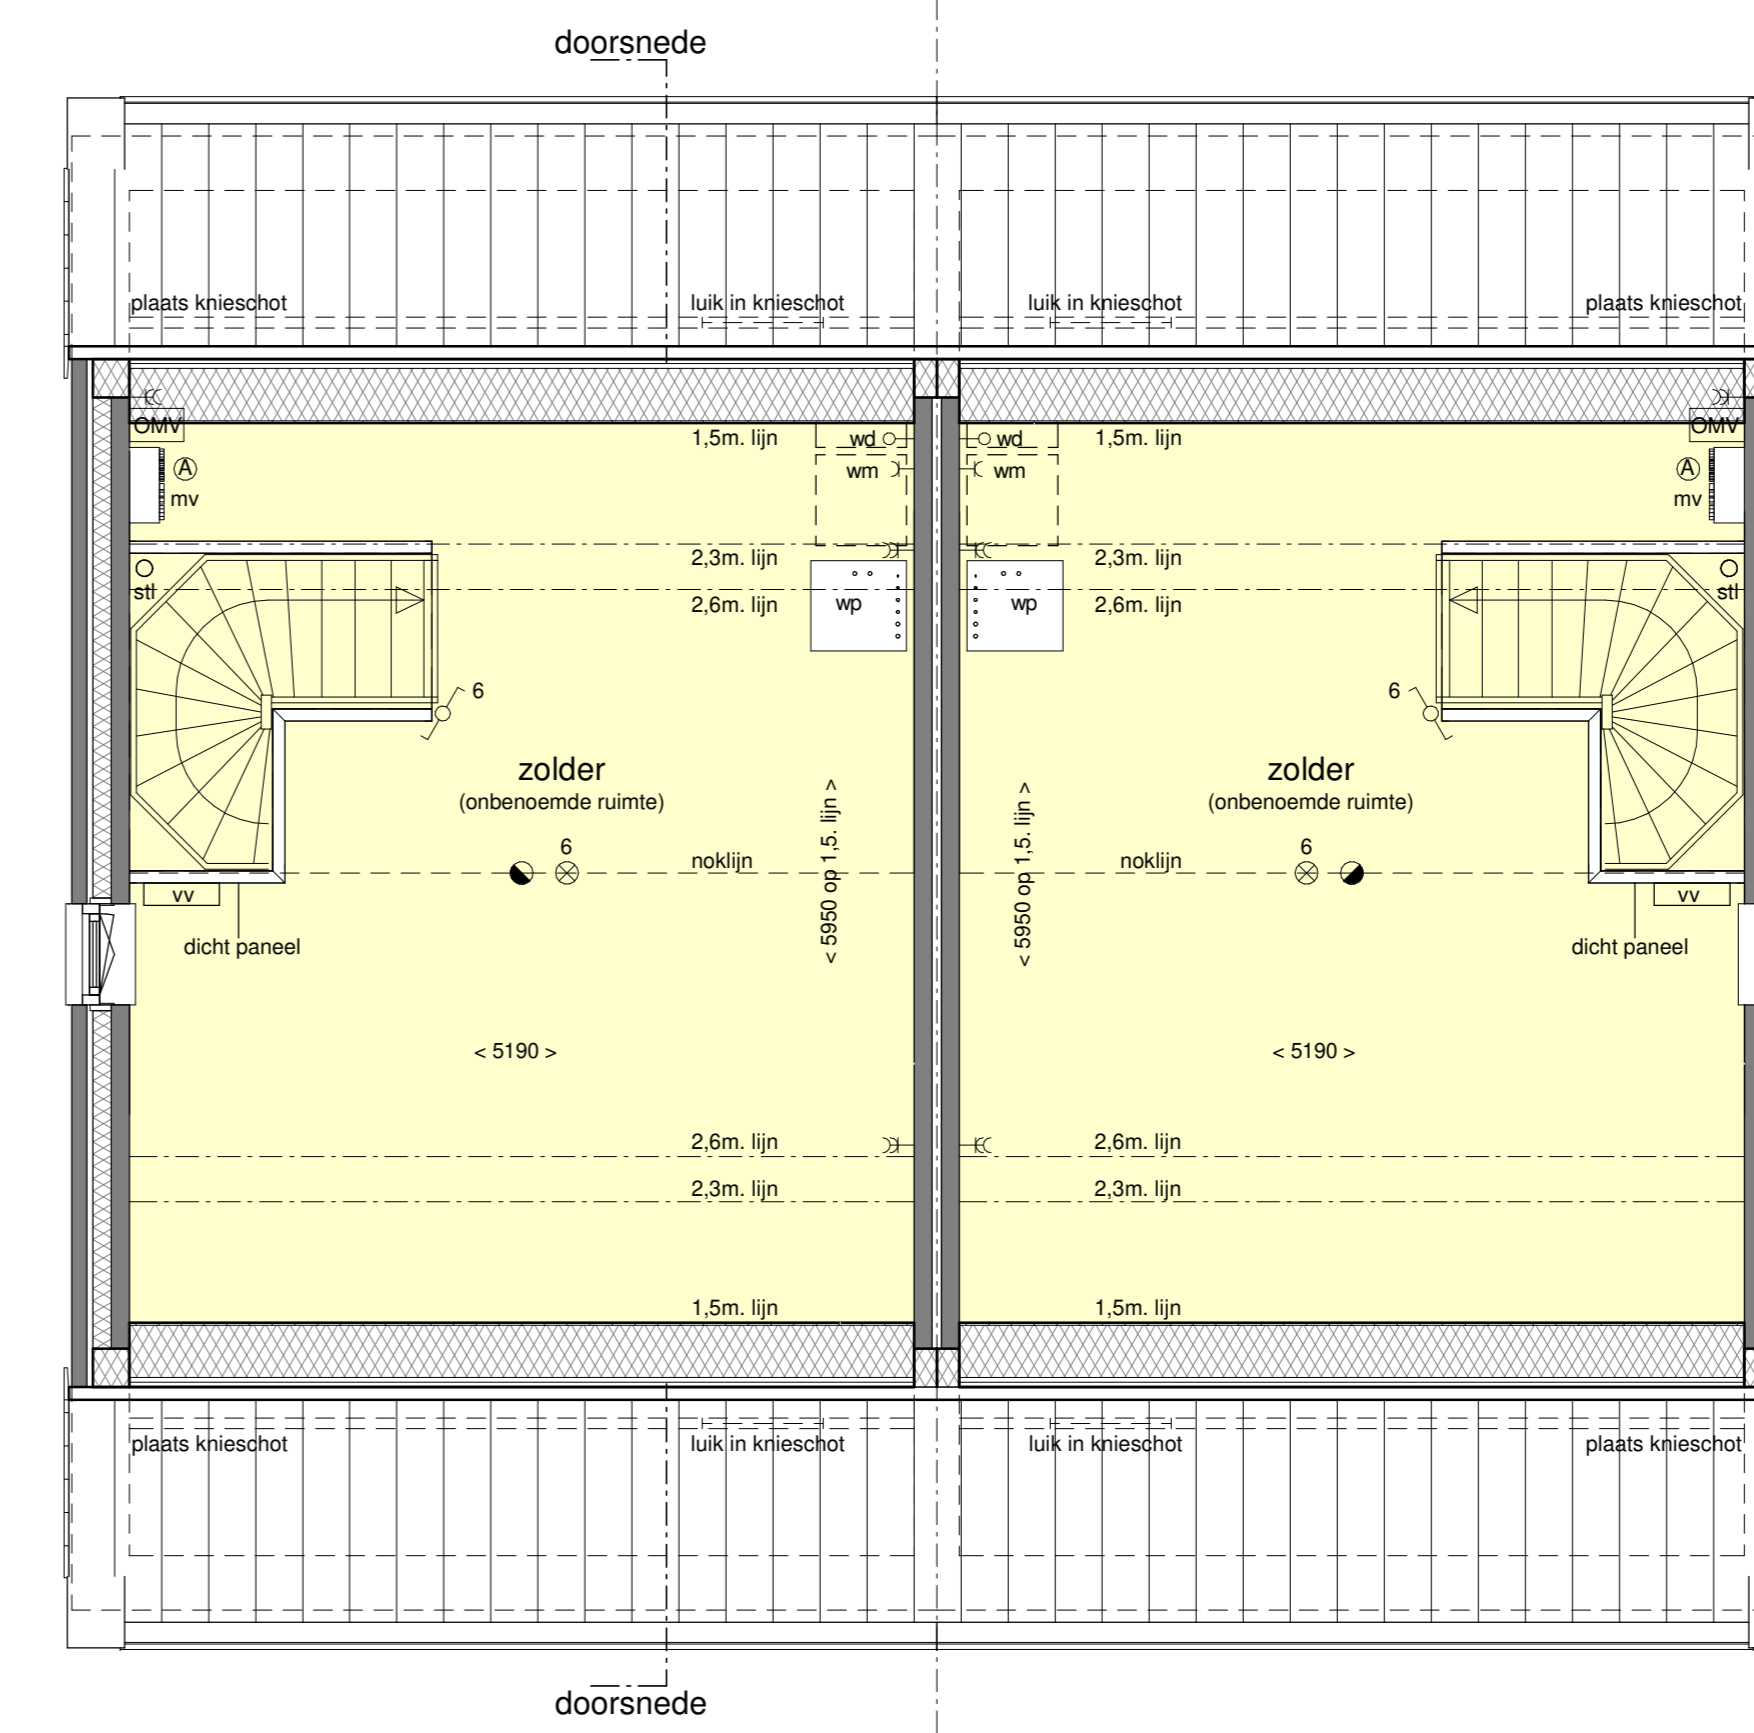 doorsnede
plaats knieschot
luik in knieschot
luik in knieschot
plaats knieschot
OMV
1,5m. lijn
wd
wd
1,5m. lijn
OMV
A
mv
wm
wm
A
mv
2,3m. lijn
2,3m. lijn
stl
2,6m. lijn
wp
wp
2,6m. lijn
stl
6
6
zolder
(onbenoemde ruimte)
zolder
(onbenoemde ruimte)
< 5950 op 1,5. lijn >
< 5950 op 1,5. lijn >
6
noklijn
noklijn
6
vv
vv
dicht paneel
dicht paneel
< 5190 >
< 5190 >
2,6m. lijn
2,6m. lijn
2,3m. lijn
2,3m. lijn
1,5m. lijn
1,5m. lijn
plaats knieschot
luik in knieschot
luik in knieschot
plaats knieschot
doorsnede